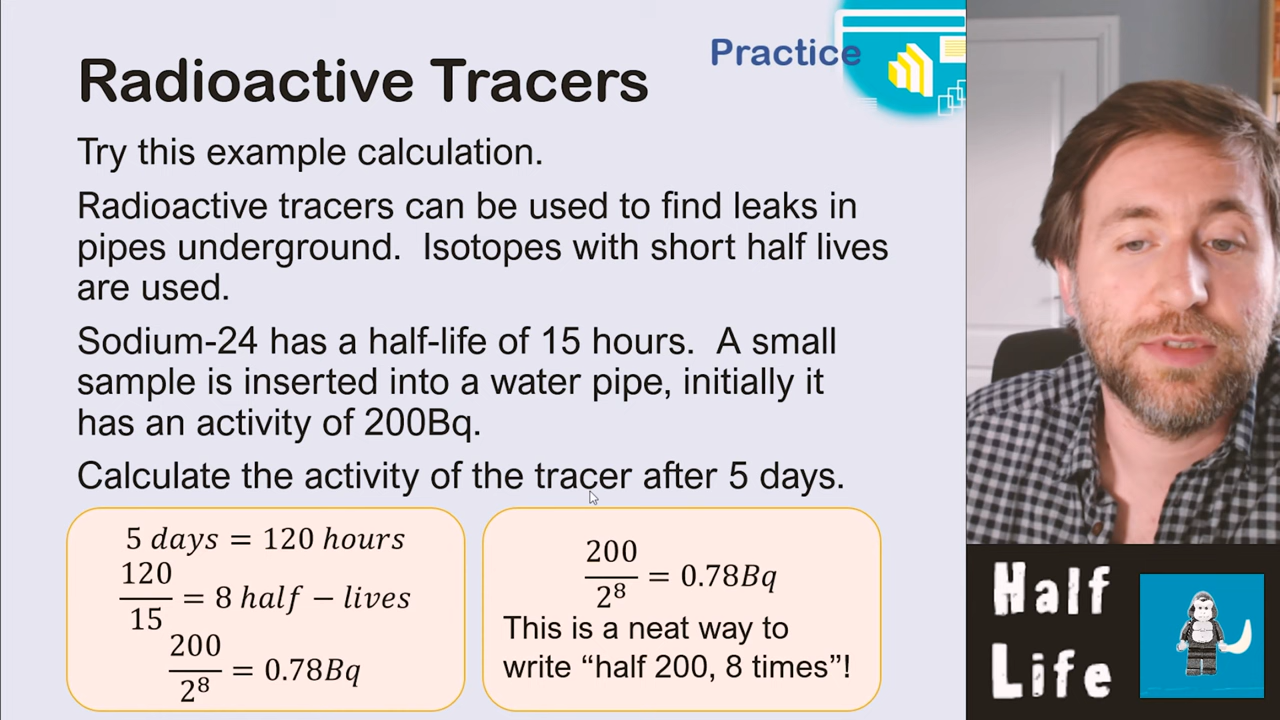 Practice
Radioactive Tracers
Try this example calculation.
Radioactive tracers can be used to find leaks in
pipes underground.  Isotopes with short half lives
are used.
Sodium-24 has a half-life of 15 hours.  A small
sample is inserted into a water pipe, initially it
has an activity of 200Bq.
Calculate the activity of the tracer after 5 days.
5 days = 120 hours
120/15 = 8 half − lives
200/2⁸ = 0.78Bq
200/2⁸ = 0.78Bq
This is a neat way to
write “half 200, 8 times”!
Half
Life